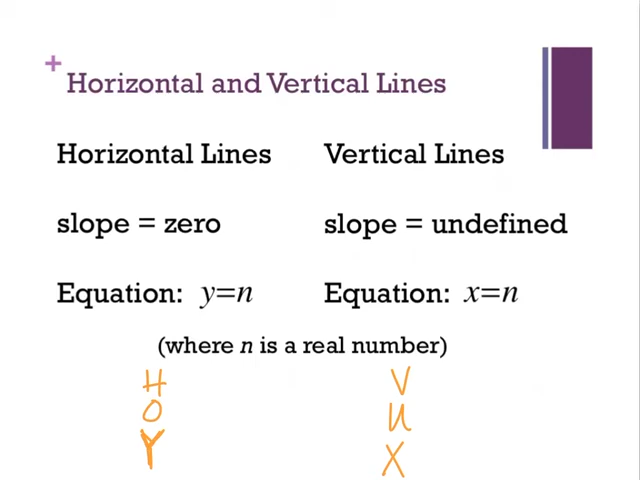 +
Horizontal and Vertical Lines
Horizontal Lines
Vertical Lines
slope = zero
slope = undefined
Equation: y=n
Equation: x=n
(where n is a real number)
H
O
Y
V
U
X